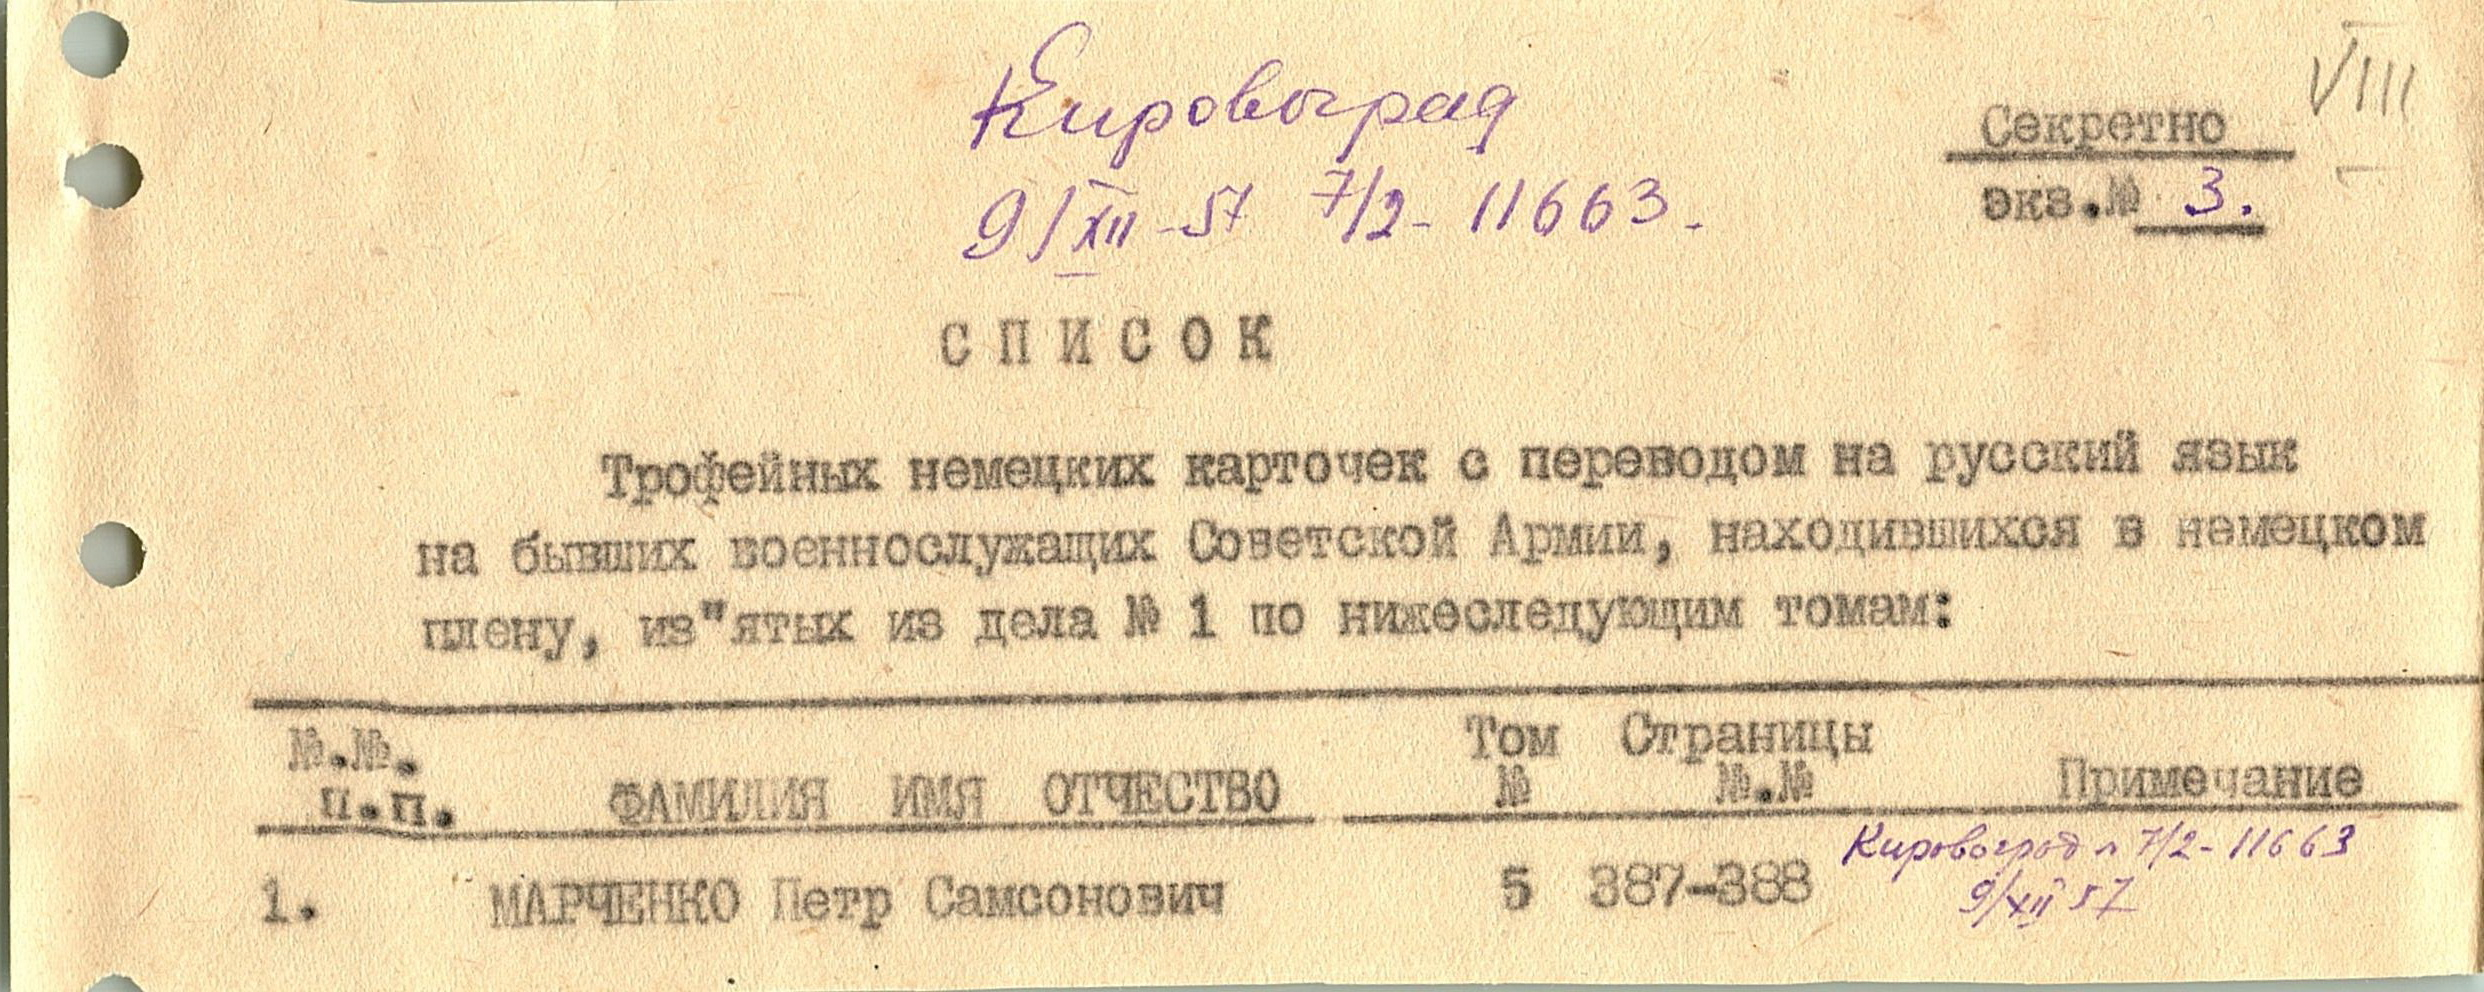 VIII
Кировоград
Секретно
9/XII-57 7/2-11663.
экз.№ 3.
СПИСОК
Трофейных немецких карточек с переводом на русский язык
на бывших военнослужащих Советской Армии, находившихся в немецком
плену, из"ятых из дела № 1 по нижеследующим томам:
№.№. п.п. ФАМИЛИЯ ИМЯ ОТЧЕСТВО Том № Страницы №.№ Примечание
Кировоград 7/2-11663
1. МАРЧЕНКО Петр Самсонович 5 387-388
9/XII 57